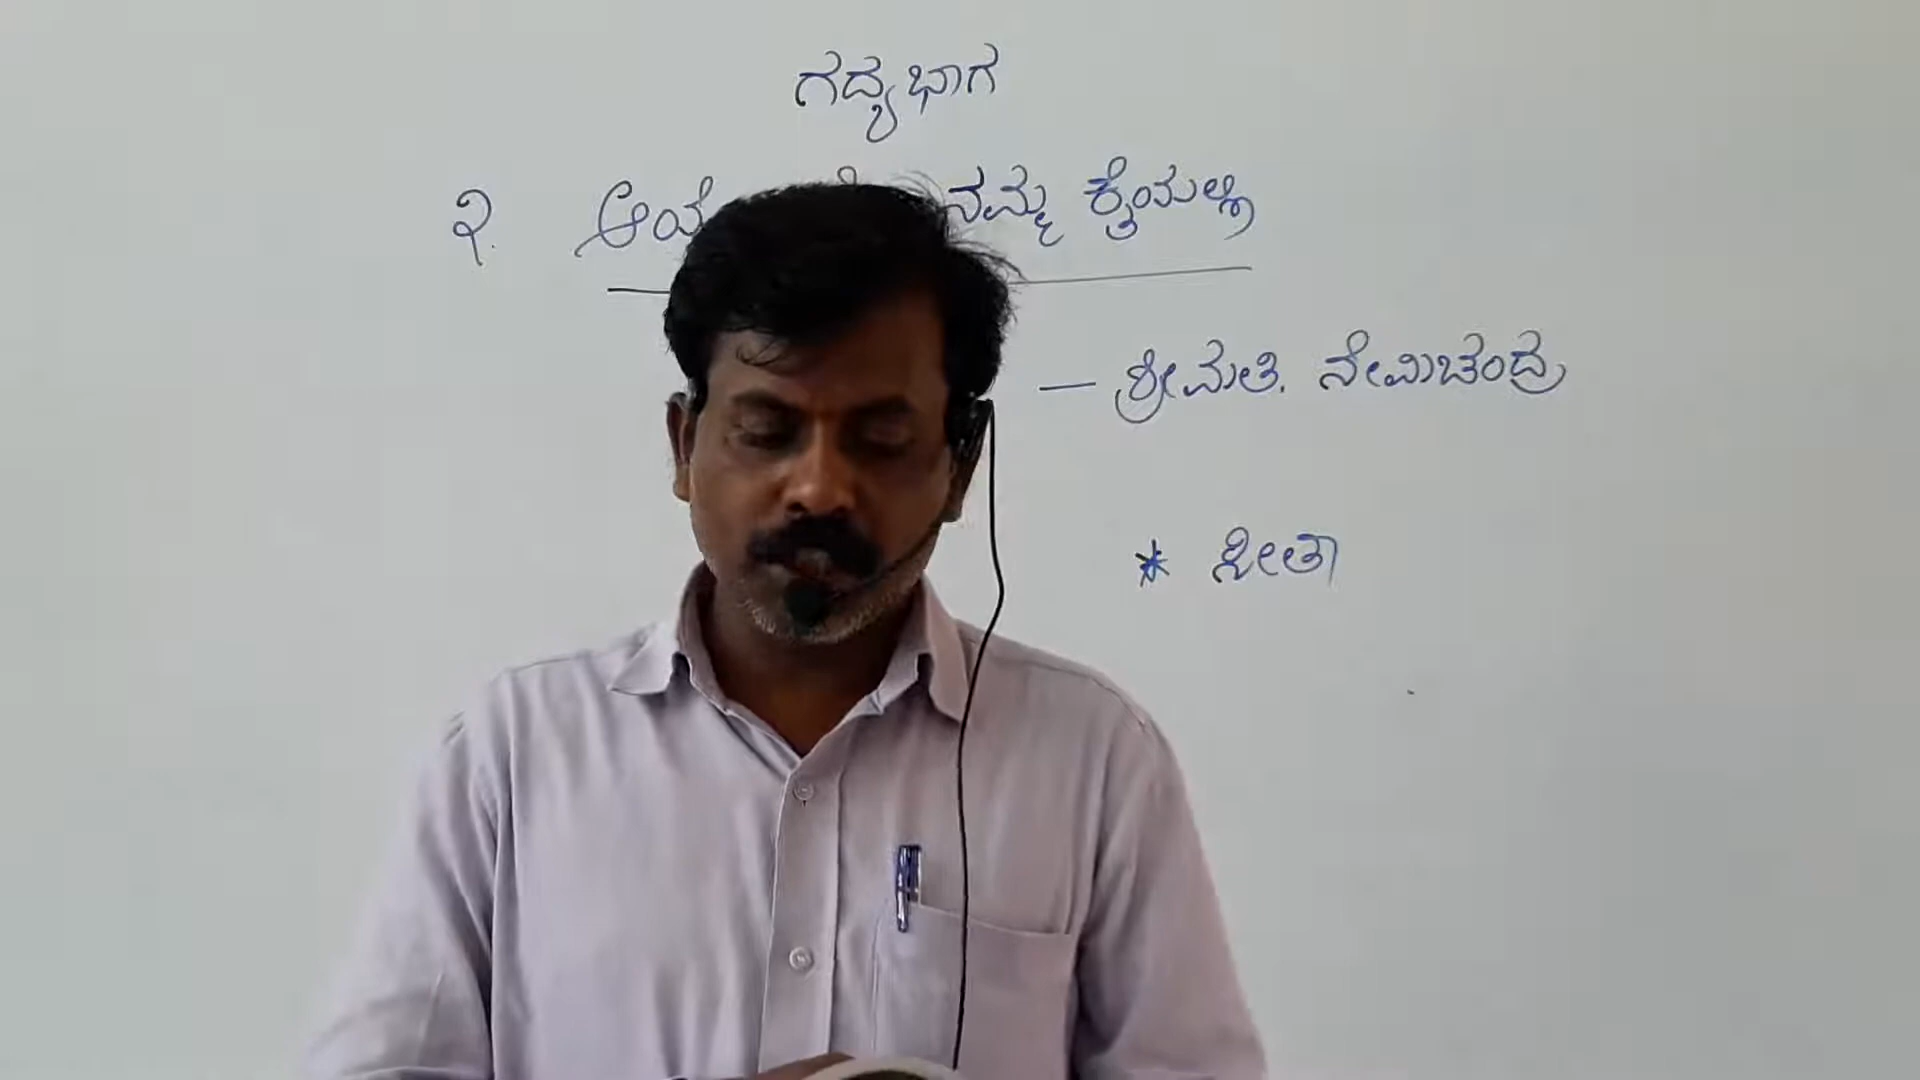 ಗದ್ಯಭಾಗ
೨. ನಮ್ಮ ಕೈಯಲ್ಲಿ
— ಶ್ರೀಮತಿ. ನೇಮಿಚಂದ್ರ
* ಸೀತಾ